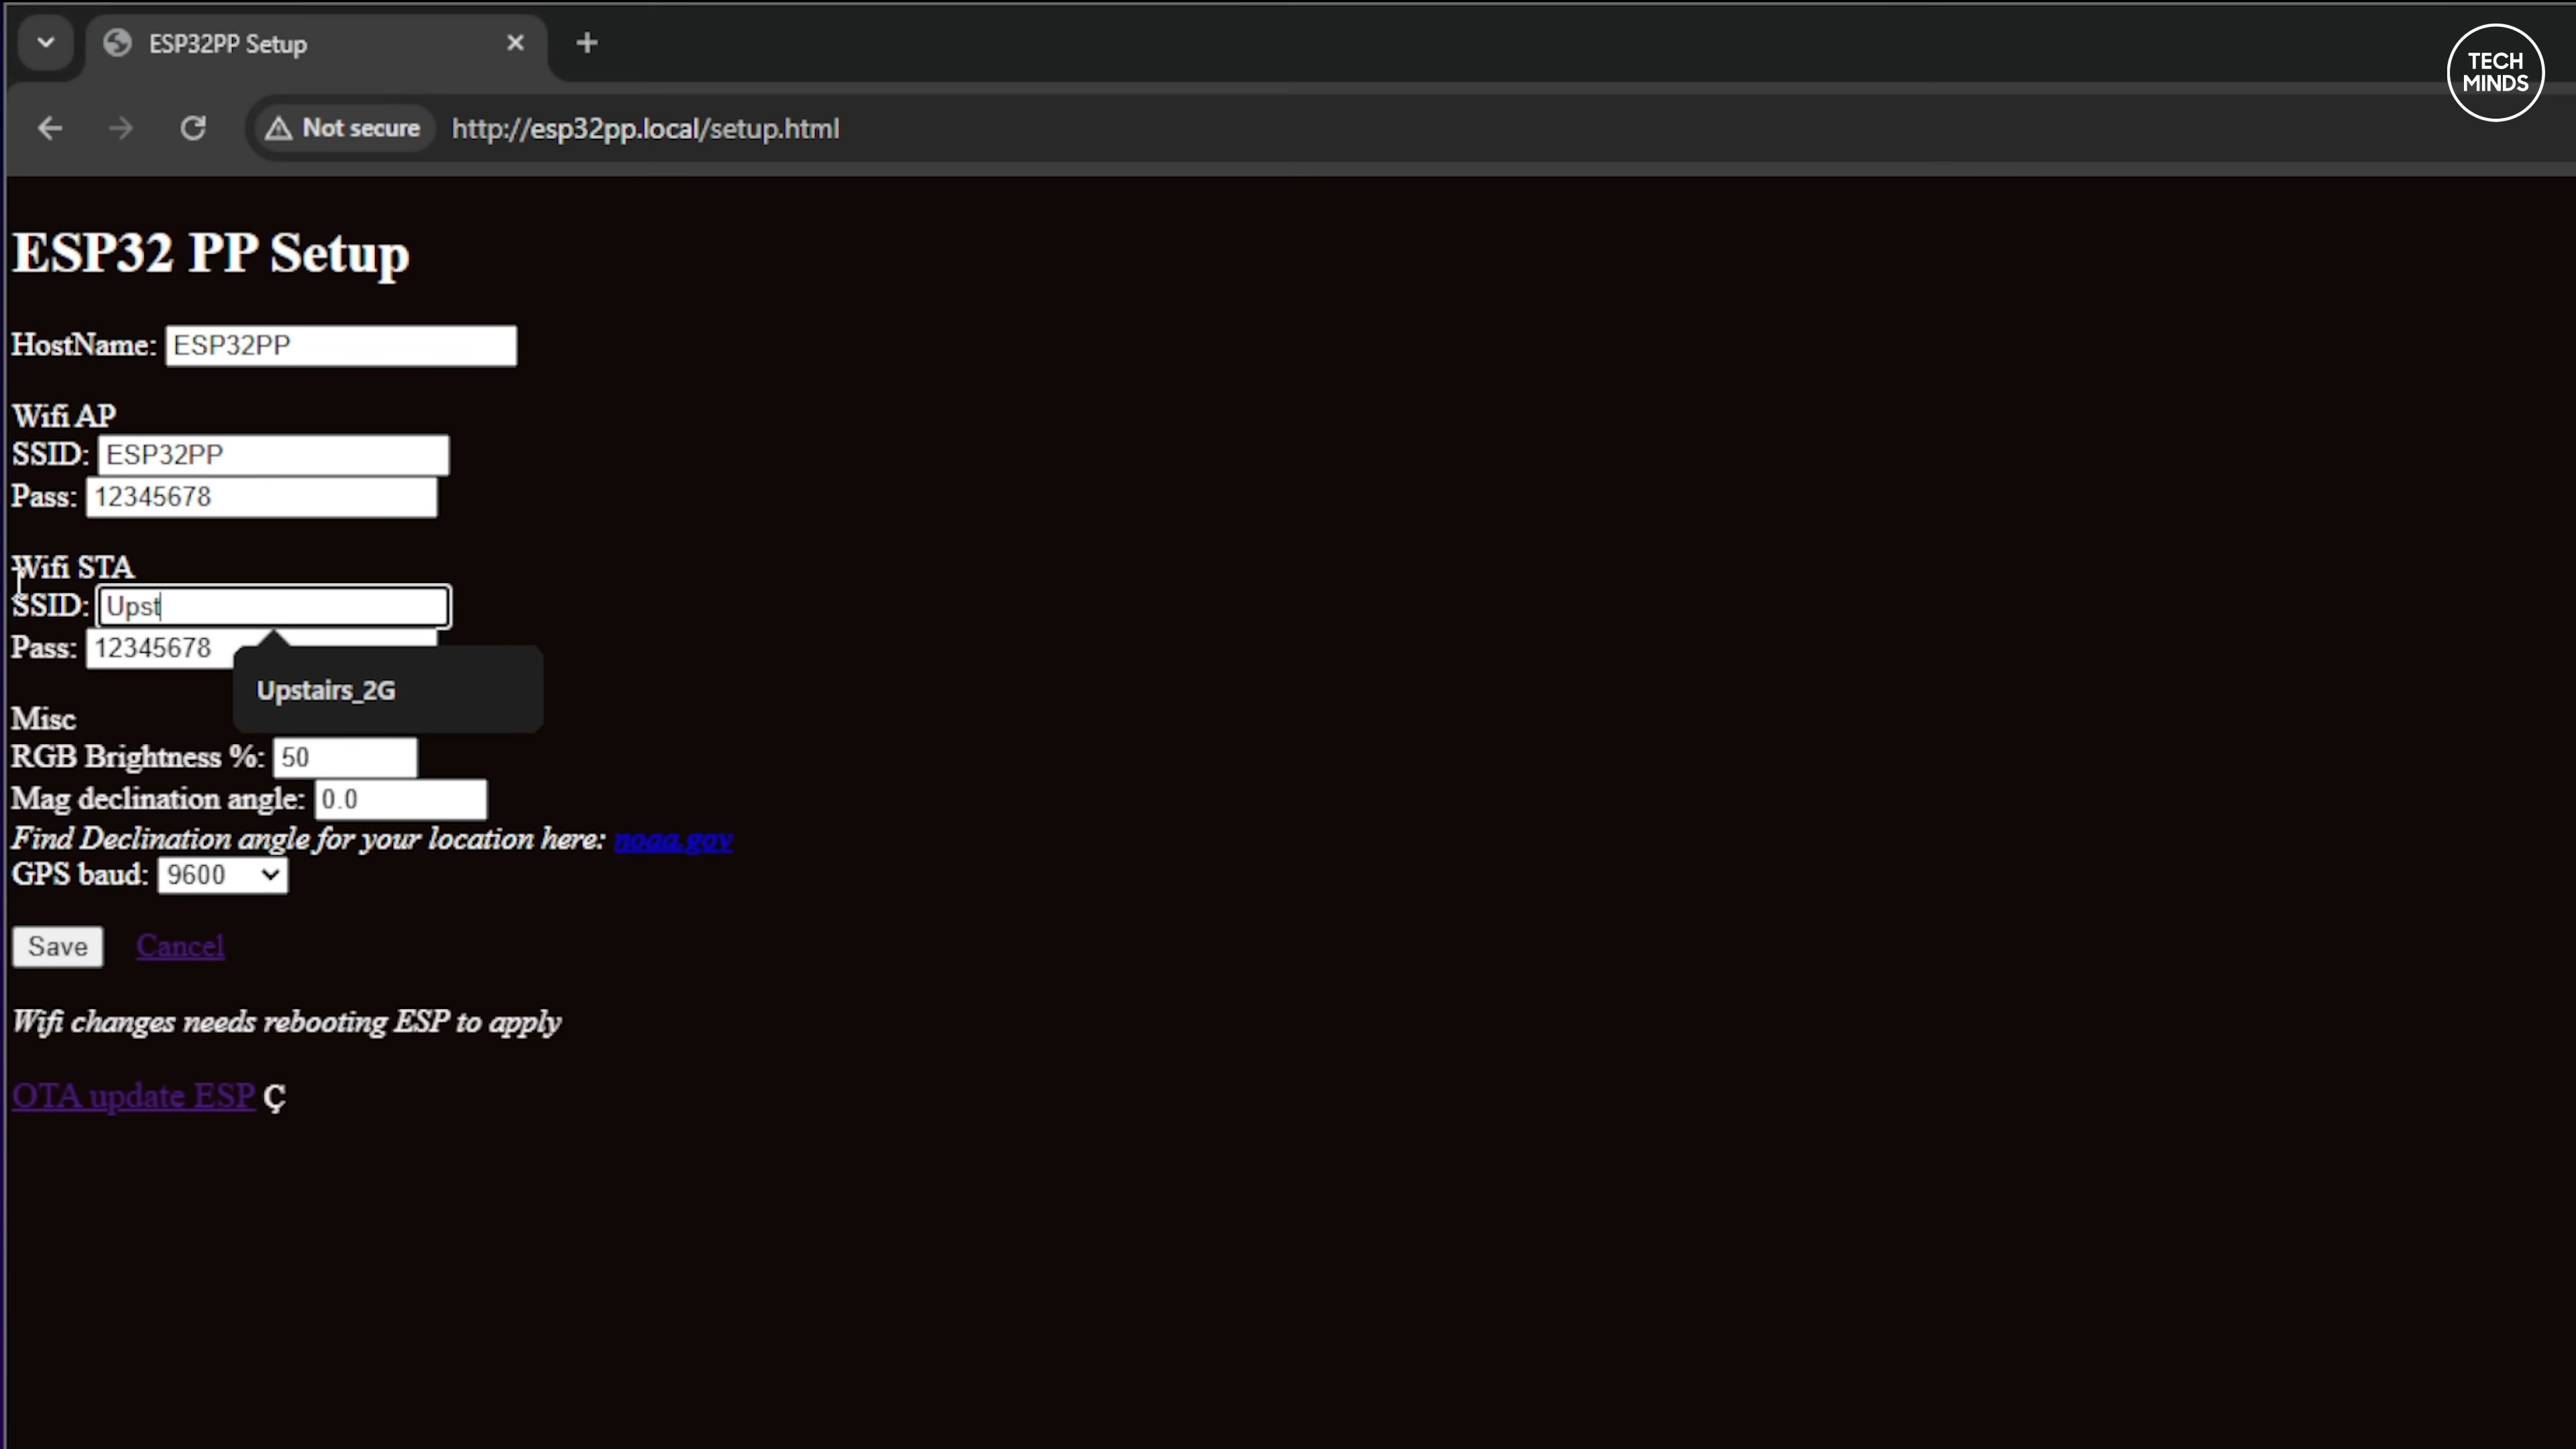 ESP32PP Setup
TECH
MINDS
Not secure http://esp32pp.local/setup.html
ESP32 PP Setup
HostName: ESP32PP
Wifi AP
SSID: ESP32PP
Pass: 12345678
Wifi STA
SSID: Upst
Pass: 12345678
Upstairs_2G
Misc
RGB Brightness %: 50
Mag declination angle: 0.0
Find Declination angle for your location here: noaa.gov
GPS baud: 9600
Save Cancel
Wifi changes needs rebooting ESP to apply
OTA update ESP Ç